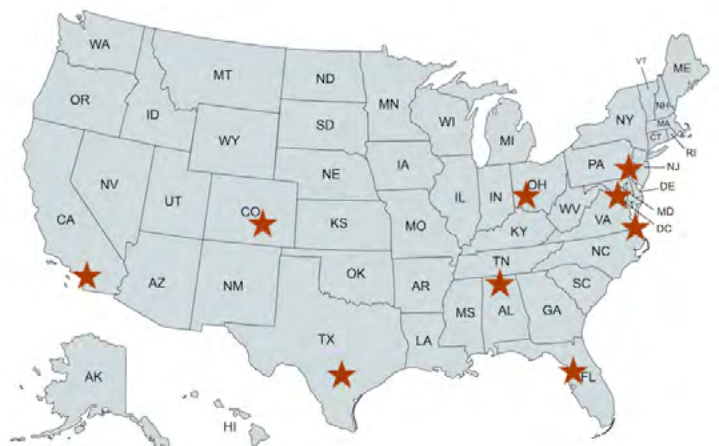 WA
MT
ND
MN
VT
ME
OR
ID
SD
WI
MI
NY
NH
MA
CT
RI
WY
IA
PA
NJ
NV
NE
IL
IN
OH
DE
CA
UT
CO
KS
MO
WV
VA
MD
DC
KY
AZ
NM
OK
AR
TN
NC
SC
MS
AL
GA
TX
LA
FL
AK
HI